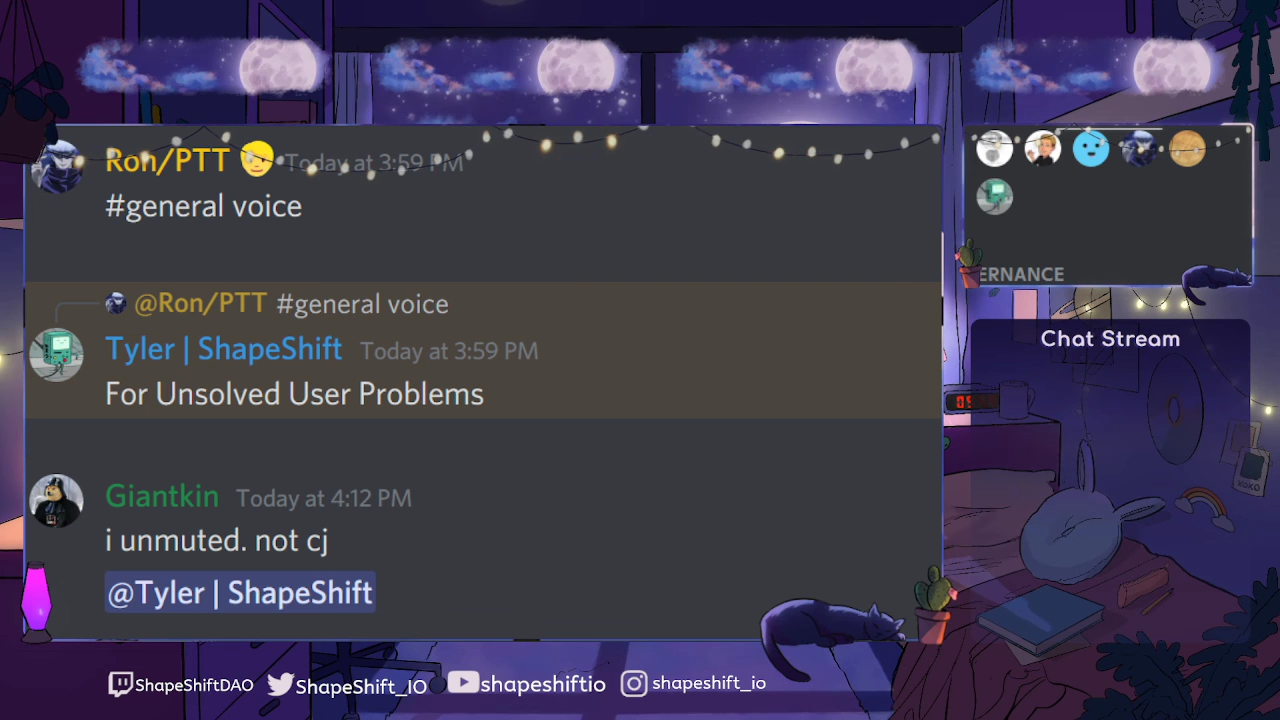 Ron/PTT Today at 3:59 PM
#general voice
@Ron/PTT #general voice
Tyler | ShapeShift Today at 3:59 PM
For Unsolved User Problems
Giantkin Today at 4:12 PM
i unmuted. not cj
@Tyler | ShapeShift
ERNANCE
Chat Stream
XOXO
ShapeShiftDAO ShapeShift_IO shapeshiftio shapeshift_io